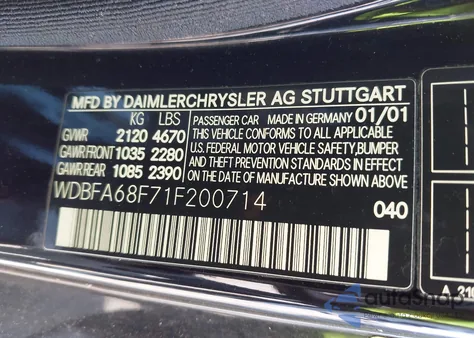 MFD BY DAIMLERCHRYSLER AG STUTTGART
KG LBS
GVWR 2120 4670
GAWR FRONT 1035 2280
GAWR REAR 1085 2390
PASSENGER CAR MADE IN GERMANY 01/01
THIS VEHICLE CONFORMS TO ALL APPLICABLE
U.S. FEDERAL MOTOR VEHICLE SAFETY, BUMPER
AND THEFT PREVENTION STANDARDS IN
EFFECT ON THE DATE OF MANUFACTURE
SHOWN ABOVE
WDBFA68F71F200714
040
A 310
autoSnap